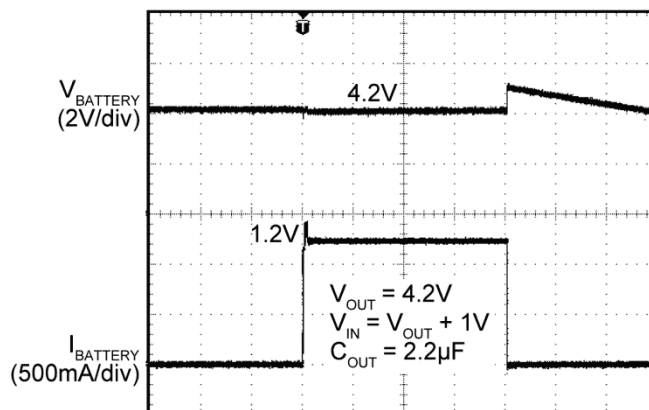 T
V_BATTERY
(2V/div)
4.2V
1.2V
V_OUT = 4.2V
V_IN = V_OUT + 1V
C_OUT = 2.2µF
I_BATTERY
(500mA/div)